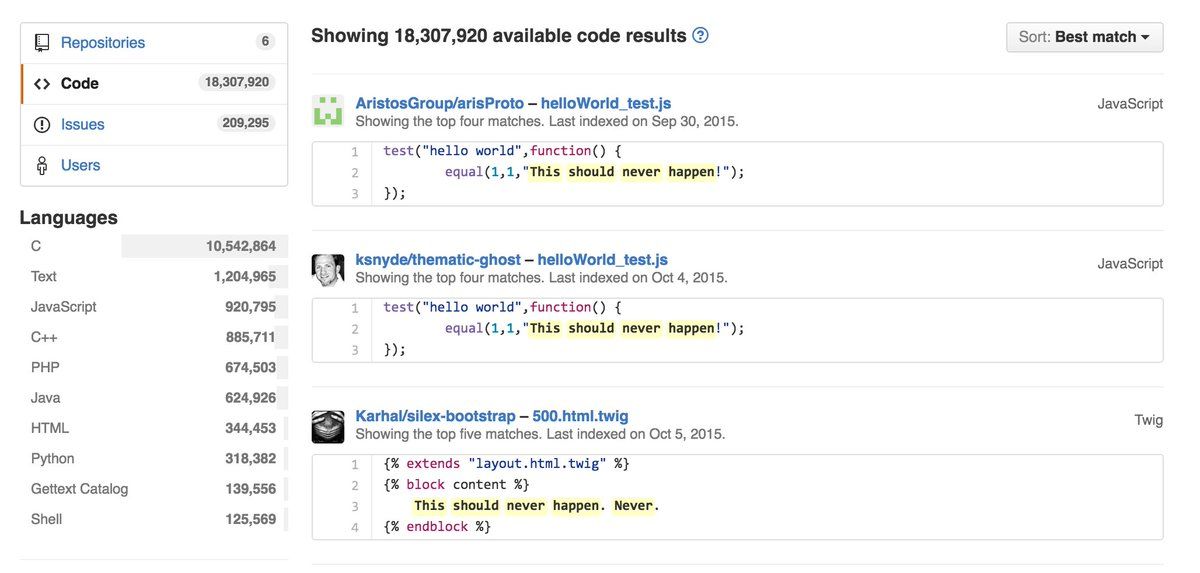 Repositories 6
Code 18,307,920
Issues 209,295
Users
Languages
C 10,542,864
Text 1,204,965
JavaScript 920,795
C++ 885,711
PHP 674,503
Java 624,926
HTML 344,453
Python 318,382
Gettext Catalog 139,556
Shell 125,569
Showing 18,307,920 available code results ?
Sort: Best match
AristosGroup/arisProto – helloWorld_test.js
JavaScript
Showing the top four matches. Last indexed on Sep 30, 2015.
1 test("hello world",function() {
2 equal(1,1,"This should never happen!");
3 });
ksnyde/thematic-ghost – helloWorld_test.js
JavaScript
Showing the top four matches. Last indexed on Oct 4, 2015.
1 test("hello world",function() {
2 equal(1,1,"This should never happen!");
3 });
Karhal/silex-bootstrap – 500.html.twig
Twig
Showing the top five matches. Last indexed on Oct 5, 2015.
1 {% extends "layout.html.twig" %}
2 {% block content %}
3 This should never happen. Never.
4 {% endblock %}